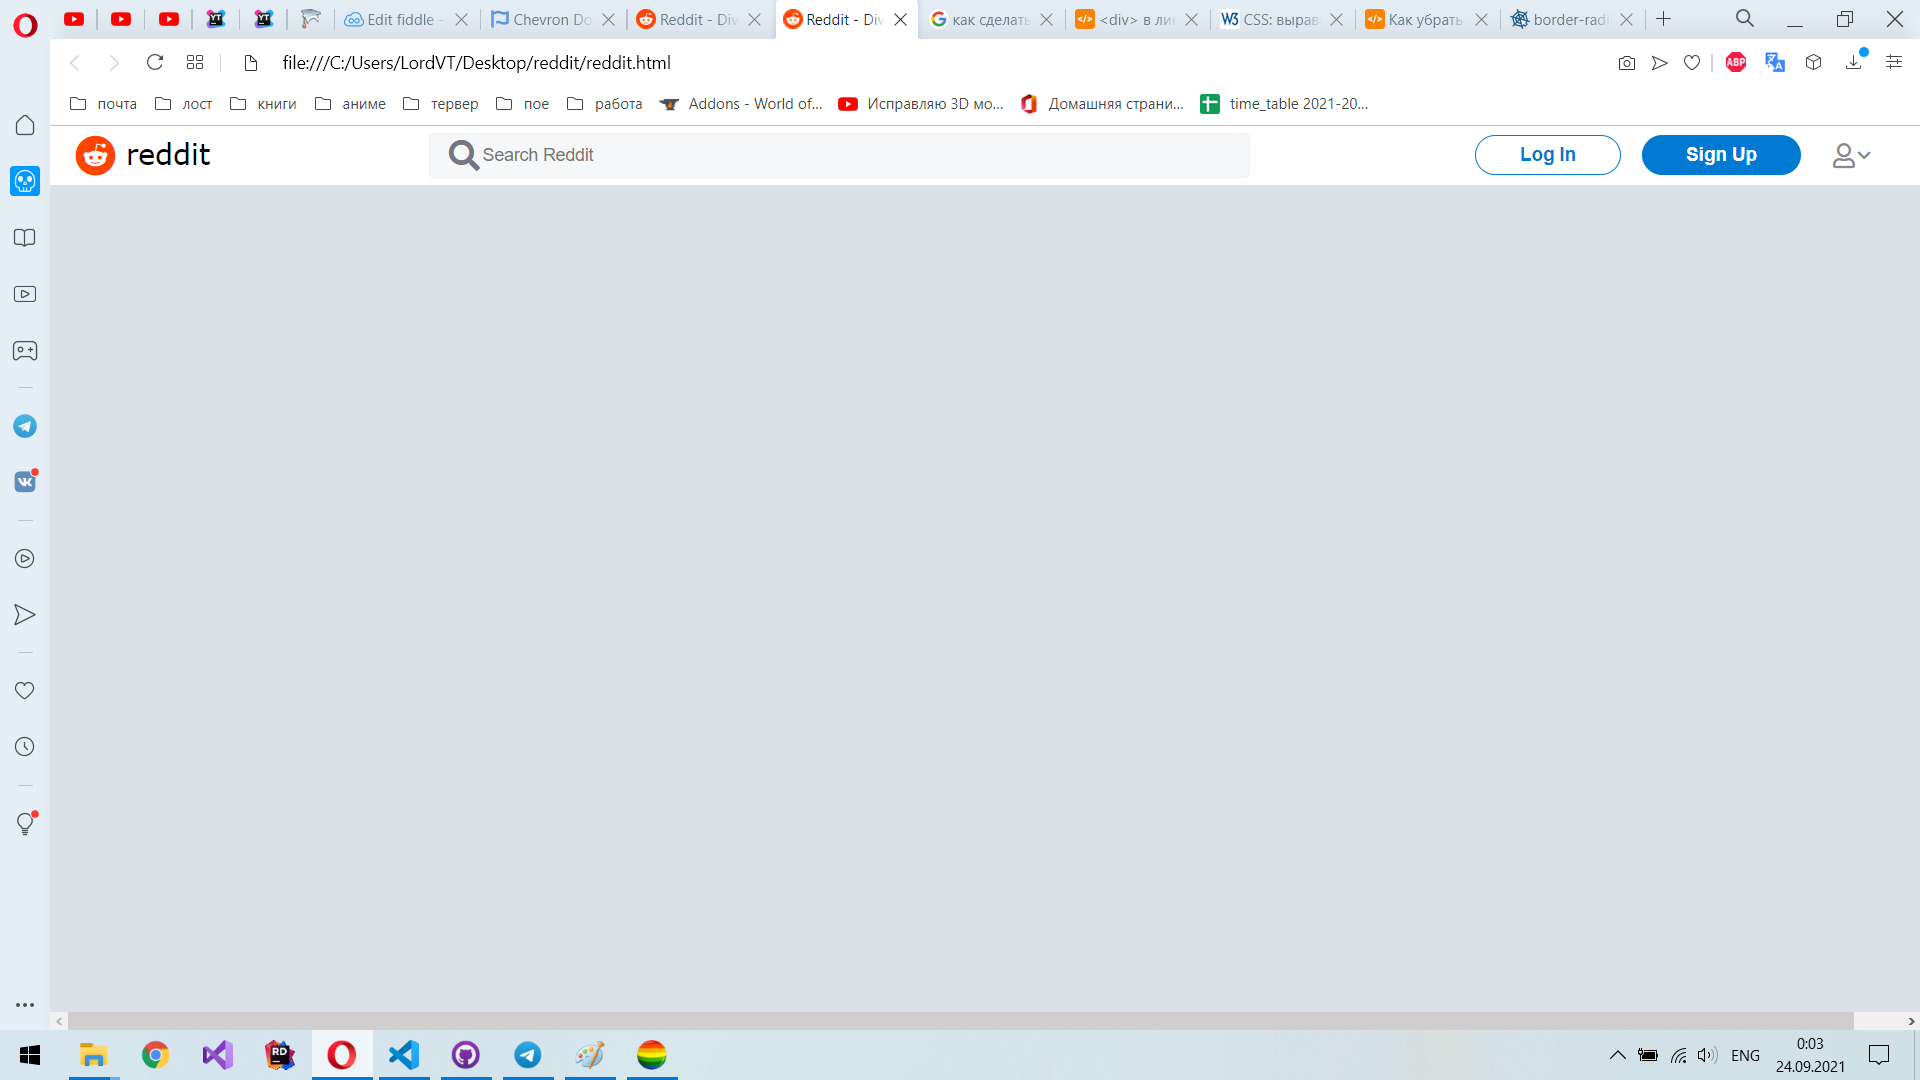 Edit fiddle - Chevron Do Reddit - Div Reddit - Div как сделать <div> в ли CSS: вырав Как убрать border-radi
file:///C:/Users/LordVT/Desktop/reddit/reddit.html
ABP
почта лост книги аниме тервер пое работа Addons - World of... Исправляю 3D мо... Домашняя страни... time_table 2021-20...
reddit Search Reddit Log In Sign Up
ENG
0:03
24.09.2021